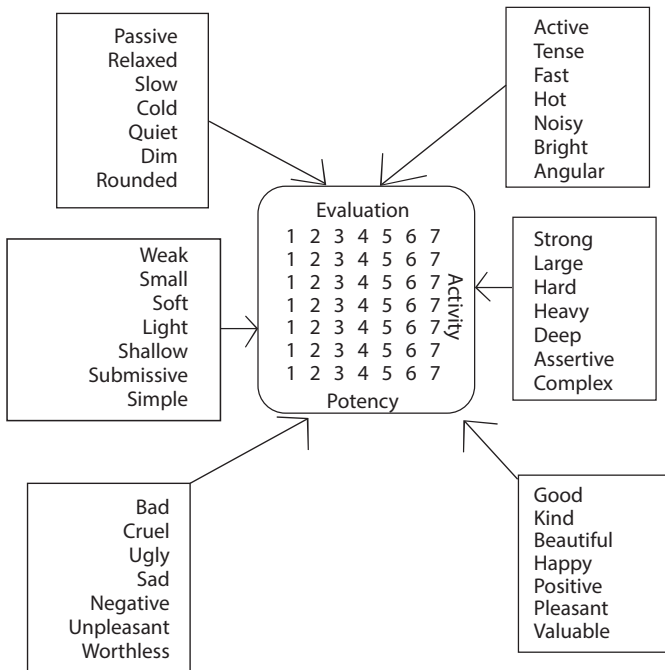 Passive
Relaxed
Slow
Cold
Quiet
Dim
Rounded
Active
Tense
Fast
Hot
Noisy
Bright
Angular
Evaluation
1 2 3 4 5 6 7
1 2 3 4 5 6 7
1 2 3 4 5 6 7
1 2 3 4 5 6 7
1 2 3 4 5 6 7
1 2 3 4 5 6 7
1 2 3 4 5 6 7
Activity
Potency
Weak
Small
Soft
Light
Shallow
Submissive
Simple
Strong
Large
Hard
Heavy
Deep
Assertive
Complex
Bad
Cruel
Ugly
Sad
Negative
Unpleasant
Worthless
Good
Kind
Beautiful
Happy
Positive
Pleasant
Valuable